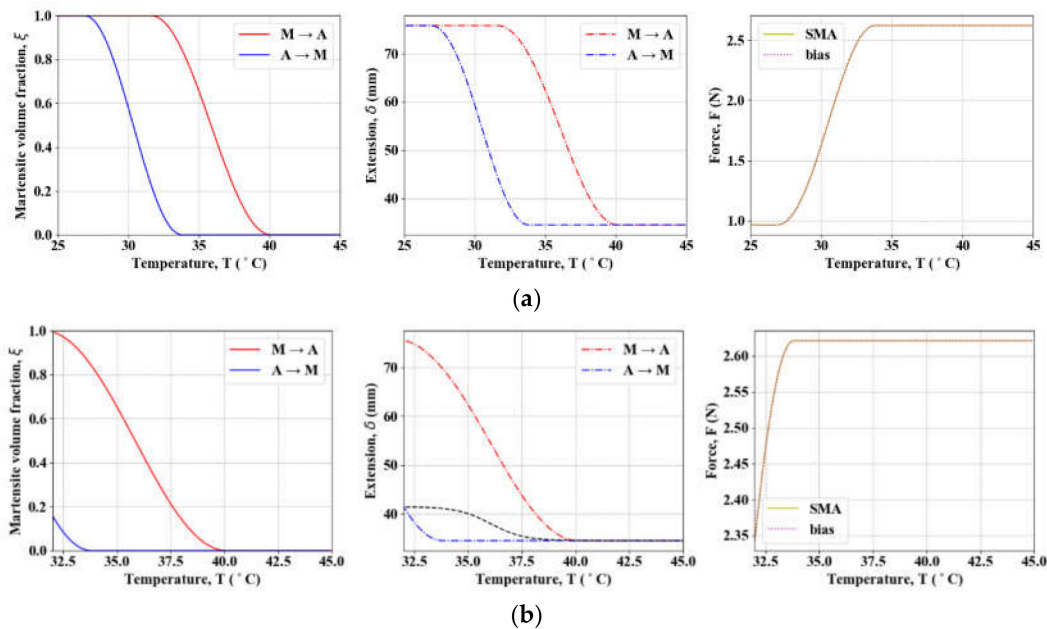 Martensite volume fraction, ξ
1.0
0.8
0.6
0.4
0.2
0.0
25 30 35 40 45
Temperature, T ( ° C)
M → A
A → M
Extension, δ (mm)
70
60
50
40
25 30 35 40 45
Temperature, T ( ° C)
M → A
A → M
Force, F (N)
2.5
2.0
1.5
1.0
25 30 35 40 45
Temperature, T ( ° C)
SMA
bias
(a)
Martensite volume fraction, ξ
1.0
0.8
0.6
0.4
0.2
0.0
32.5 35.0 37.5 40.0 42.5 45.0
Temperature, T ( ° C)
M → A
A → M
Extension, δ (mm)
70
60
50
40
32.5 35.0 37.5 40.0 42.5 45.0
Temperature, T ( ° C)
M → A
A → M
Force, F (N)
2.60
2.55
2.50
2.45
2.40
2.35
32.5 35.0 37.5 40.0 42.5 45.0
Temperature, T ( ° C)
SMA
bias
(b)